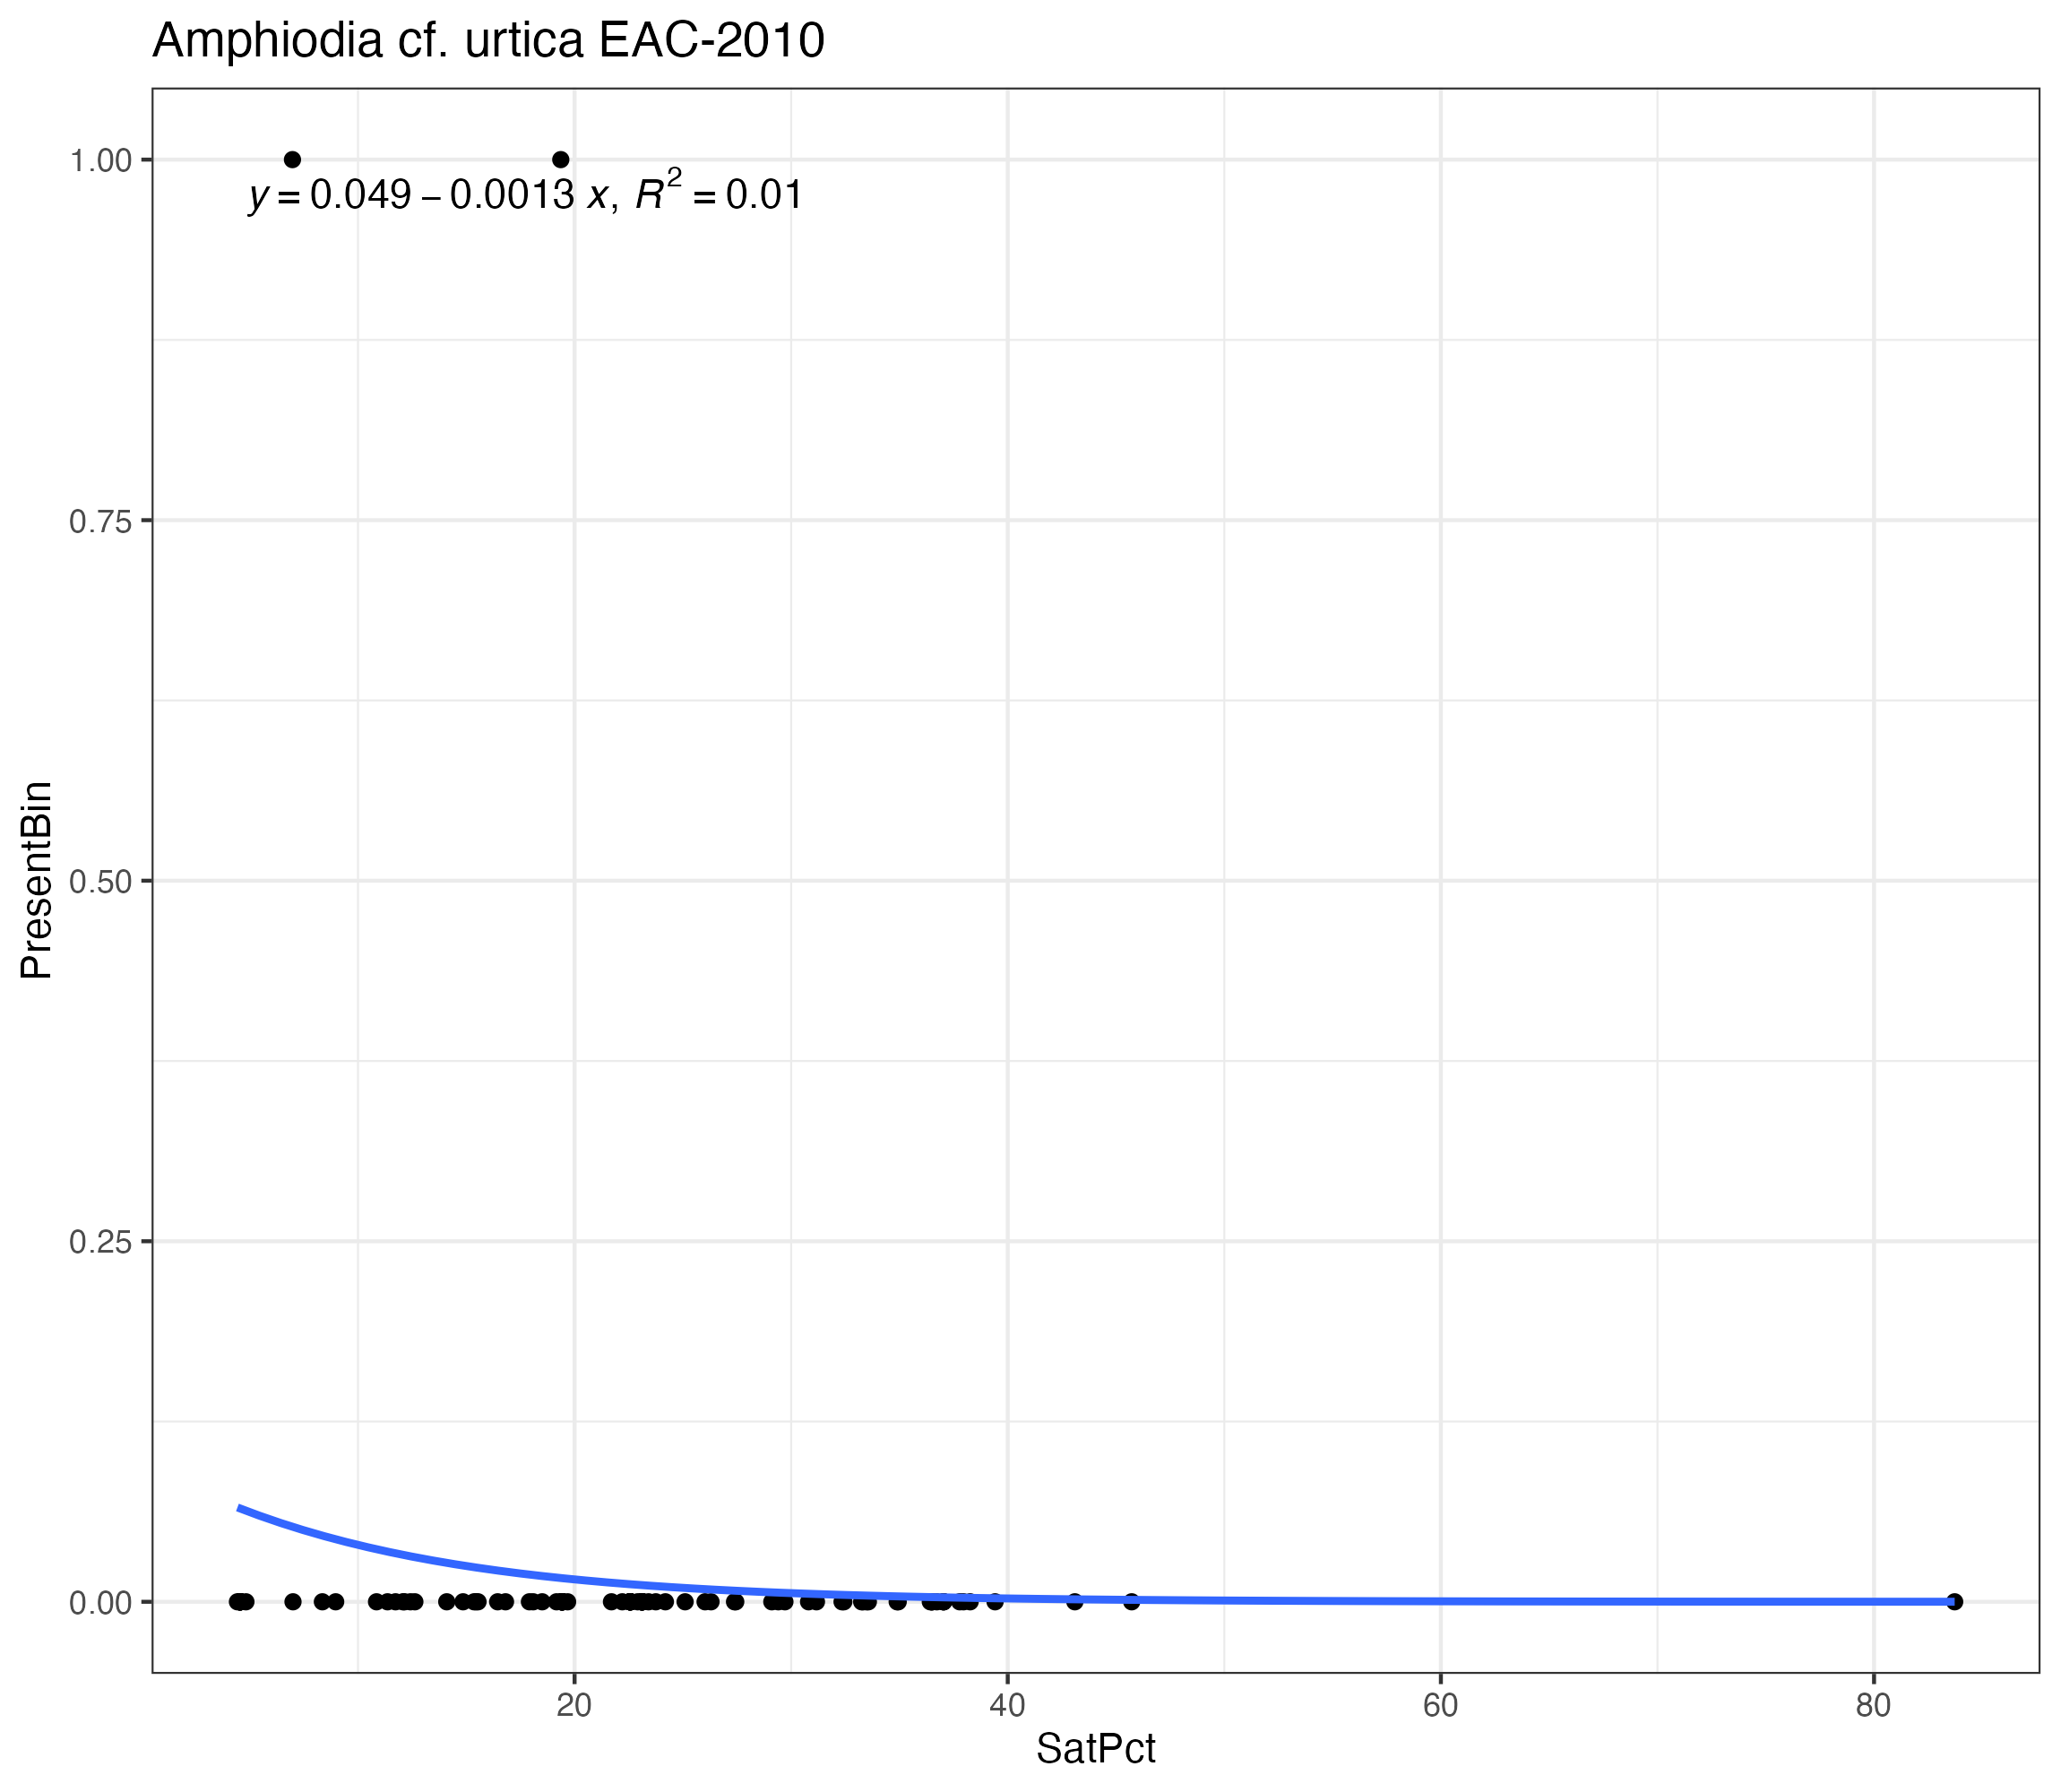 Amphiodia cf. urtica EAC-2010
1.00
y = 0.049 − 0.0013 x, R² = 0.01
0.75
PresentBin
0.50
0.25
0.00
20 40 60 80
SatPct